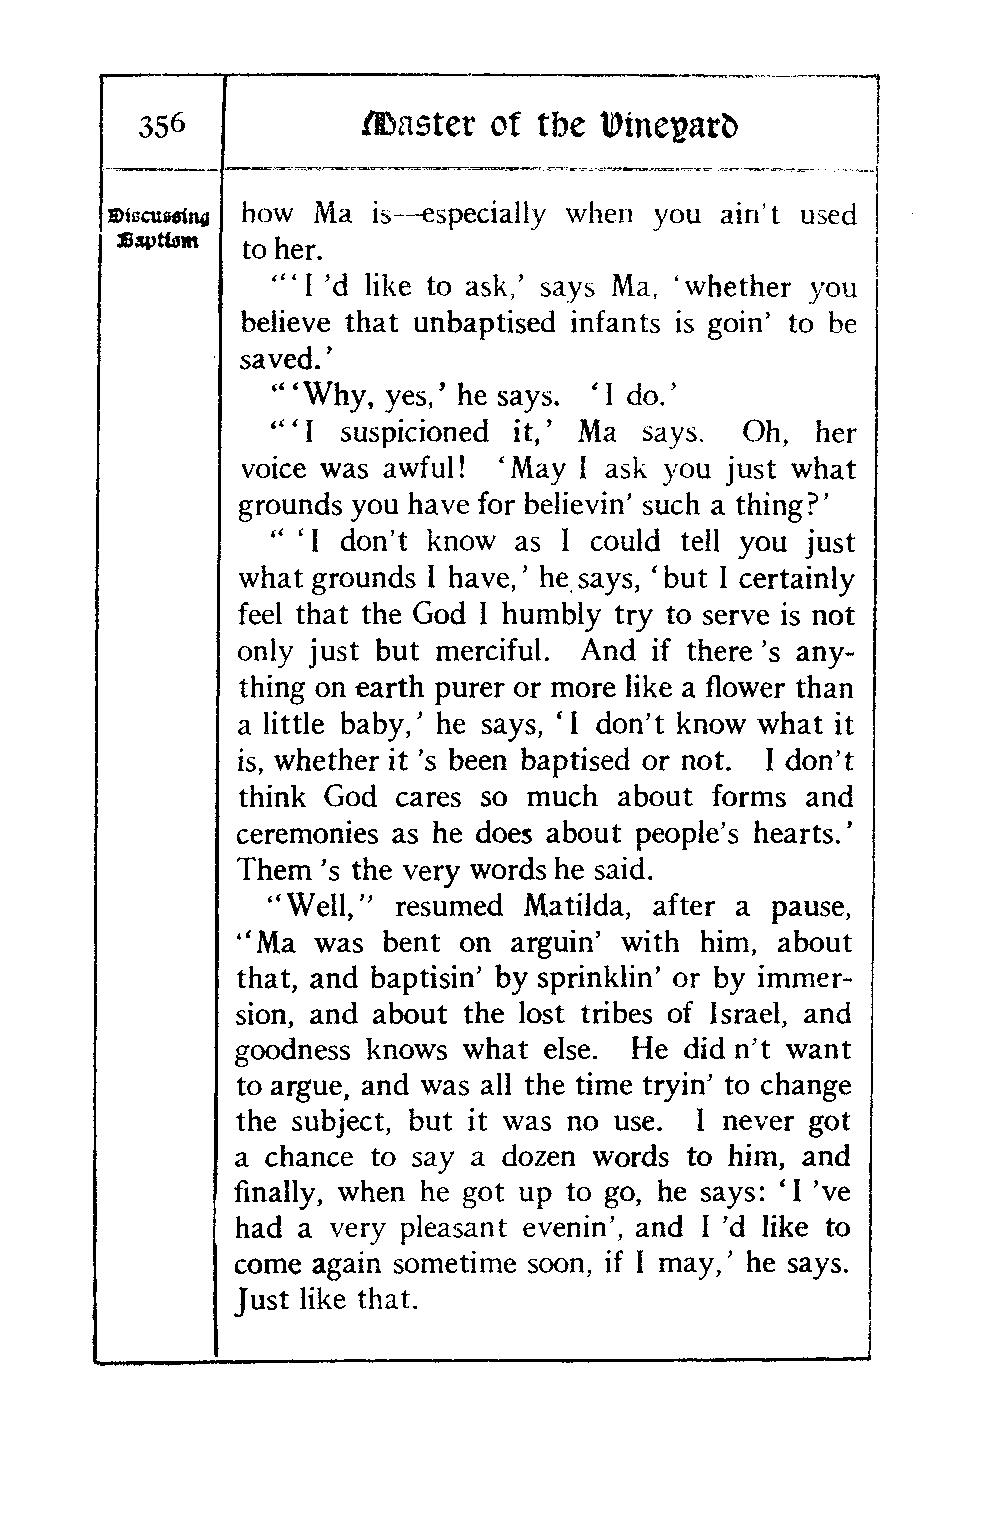 356
Master of the Vineyard
Discussing
Baptism
how Ma is—especially when you ain't used
to her.
"'I 'd like to ask,' says Ma, 'whether you
believe that unbaptised infants is goin' to be
saved.'
"'Why, yes,' he says. 'I do.'
"'I suspicioned it,' Ma says. Oh, her
voice was awful! 'May I ask you just what
grounds you have for believin' such a thing?'
" 'I don't know as I could tell you just
what grounds I have,' he says, 'but I certainly
feel that the God I humbly try to serve is not
only just but merciful. And if there 's any-
thing on earth purer or more like a flower than
a little baby,' he says, 'I don't know what it
is, whether it 's been baptised or not. I don't
think God cares so much about forms and
ceremonies as he does about people's hearts.'
Them 's the very words he said.
"Well," resumed Matilda, after a pause,
"Ma was bent on arguin' with him, about
that, and baptisin' by sprinklin' or by immer-
sion, and about the lost tribes of Israel, and
goodness knows what else. He did n't want
to argue, and was all the time tryin' to change
the subject, but it was no use. I never got
a chance to say a dozen words to him, and
finally, when he got up to go, he says: 'I 've
had a very pleasant evenin', and I 'd like to
come again sometime soon, if I may,' he says.
Just like that.